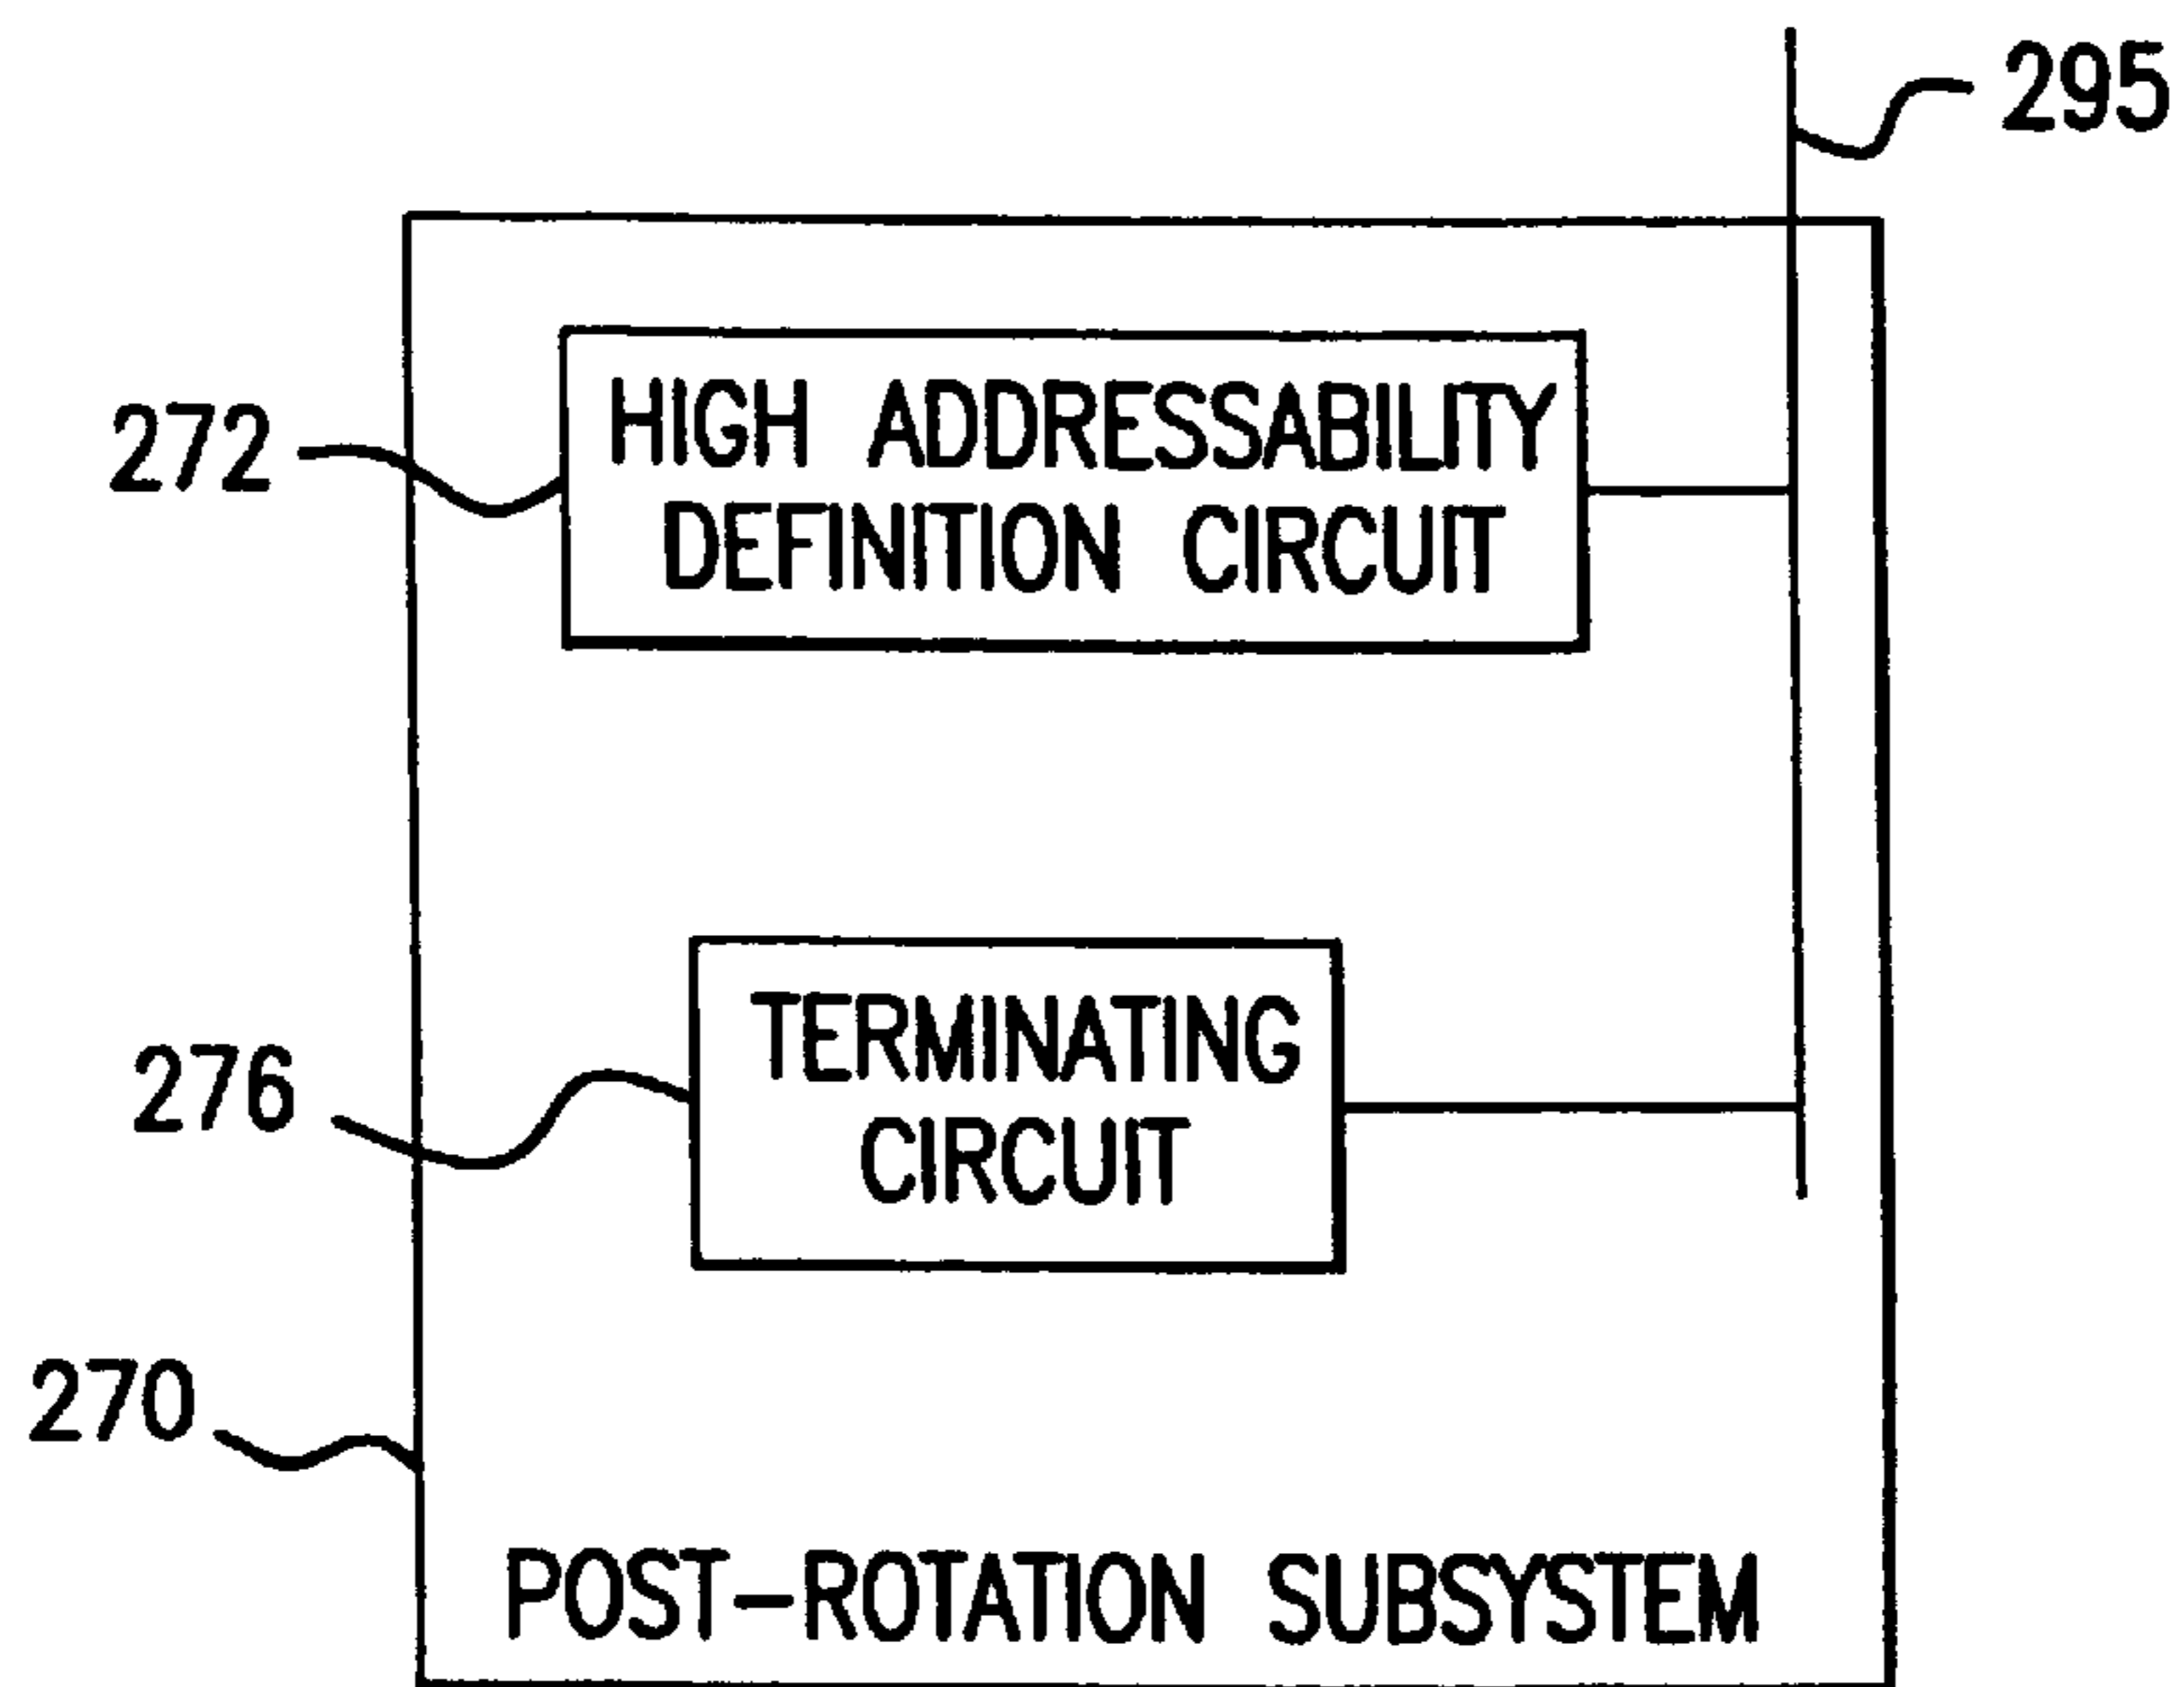 295
272
HIGH ADDRESSABILITY
DEFINITION CIRCUIT
276
TERMINATING
CIRCUIT
270
POST-ROTATION SUBSYSTEM